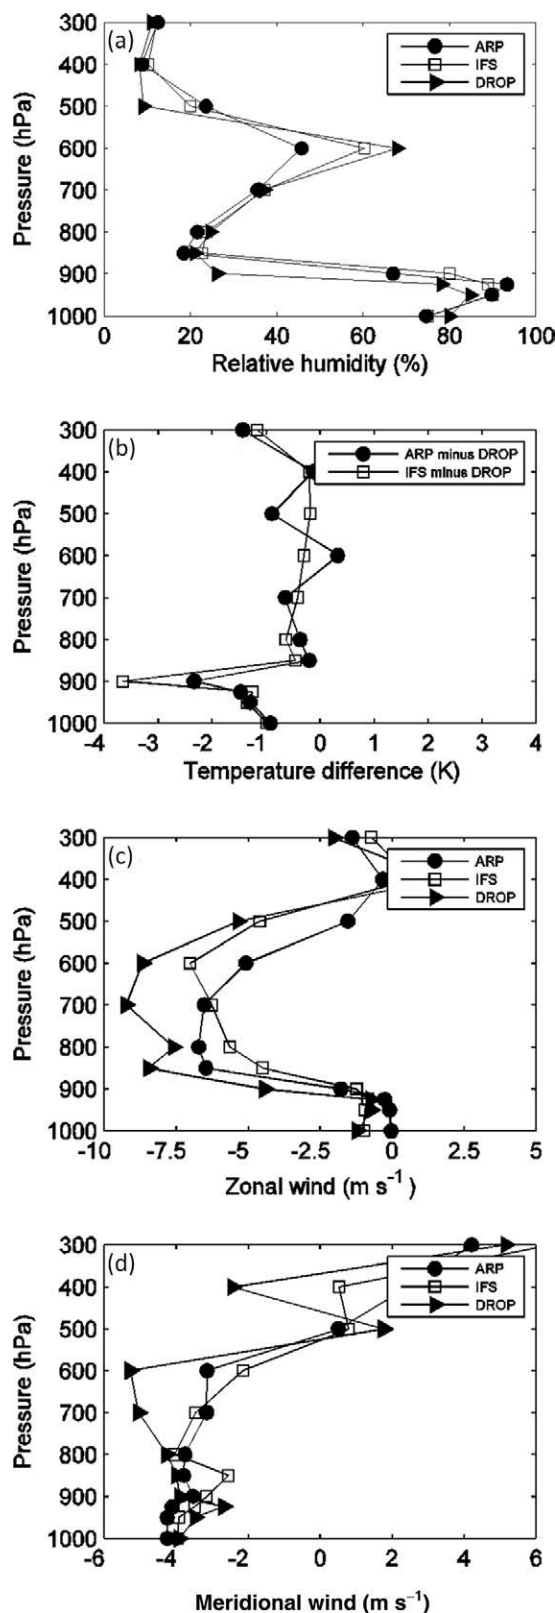 (a)
ARP
IFS
DROP
Pressure (hPa)
300
400
500
600
700
800
900
1000
0 20 40 60 80 100
Relative humidity (%)
(b)
ARP minus DROP
IFS minus DROP
Pressure (hPa)
300
400
500
600
700
800
900
1000
-4 -3 -2 -1 0 1 2 3 4
Temperature difference (K)
(c)
ARP
IFS
DROP
Pressure (hPa)
300
400
500
600
700
800
900
1000
-10 -7.5 -5 -2.5 0 2.5 5
Zonal wind (m s⁻¹)
(d)
ARP
IFS
DROP
Pressure (hPa)
300
400
500
600
700
800
900
1000
-6 -4 -2 0 2 4 6
Meridional wind (m s⁻¹)